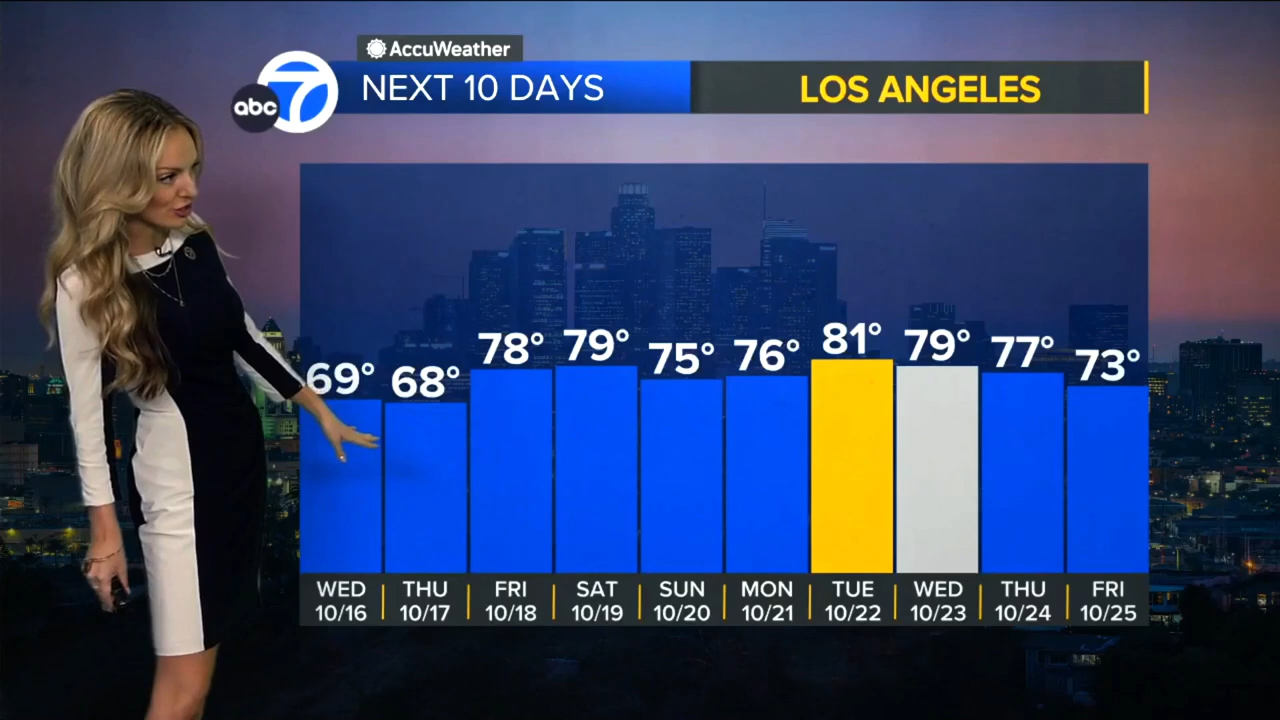 AccuWeather
abc 7
NEXT 10 DAYS
LOS ANGELES
69° 68° 78° 79° 75° 76° 81° 79° 77° 73°
WED THU FRI SAT SUN MON TUE WED THU FRI
10/16 10/17 10/18 10/19 10/20 10/21 10/22 10/23 10/24 10/25